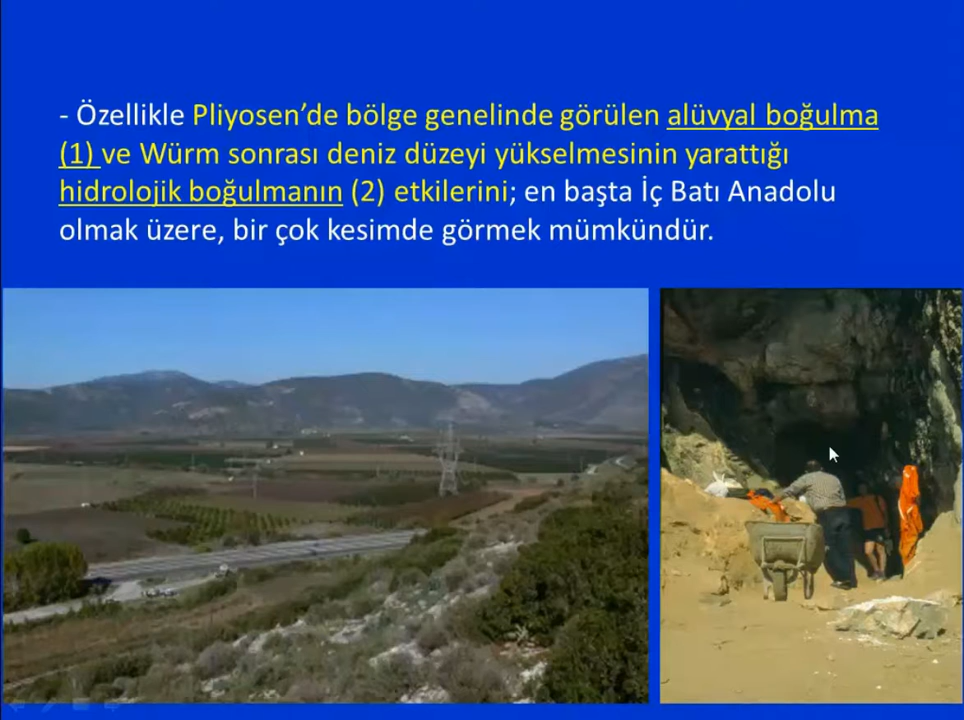 - Özellikle Pliyosen’de bölge genelinde görülen alüvyal boğulma
(1) ve Würm sonrası deniz düzeyi yükselmesinin yarattığı
hidrolojik boğulmanın (2) etkilerini; en başta İç Batı Anadolu
olmak üzere, bir çok kesimde görmek mümkündür.